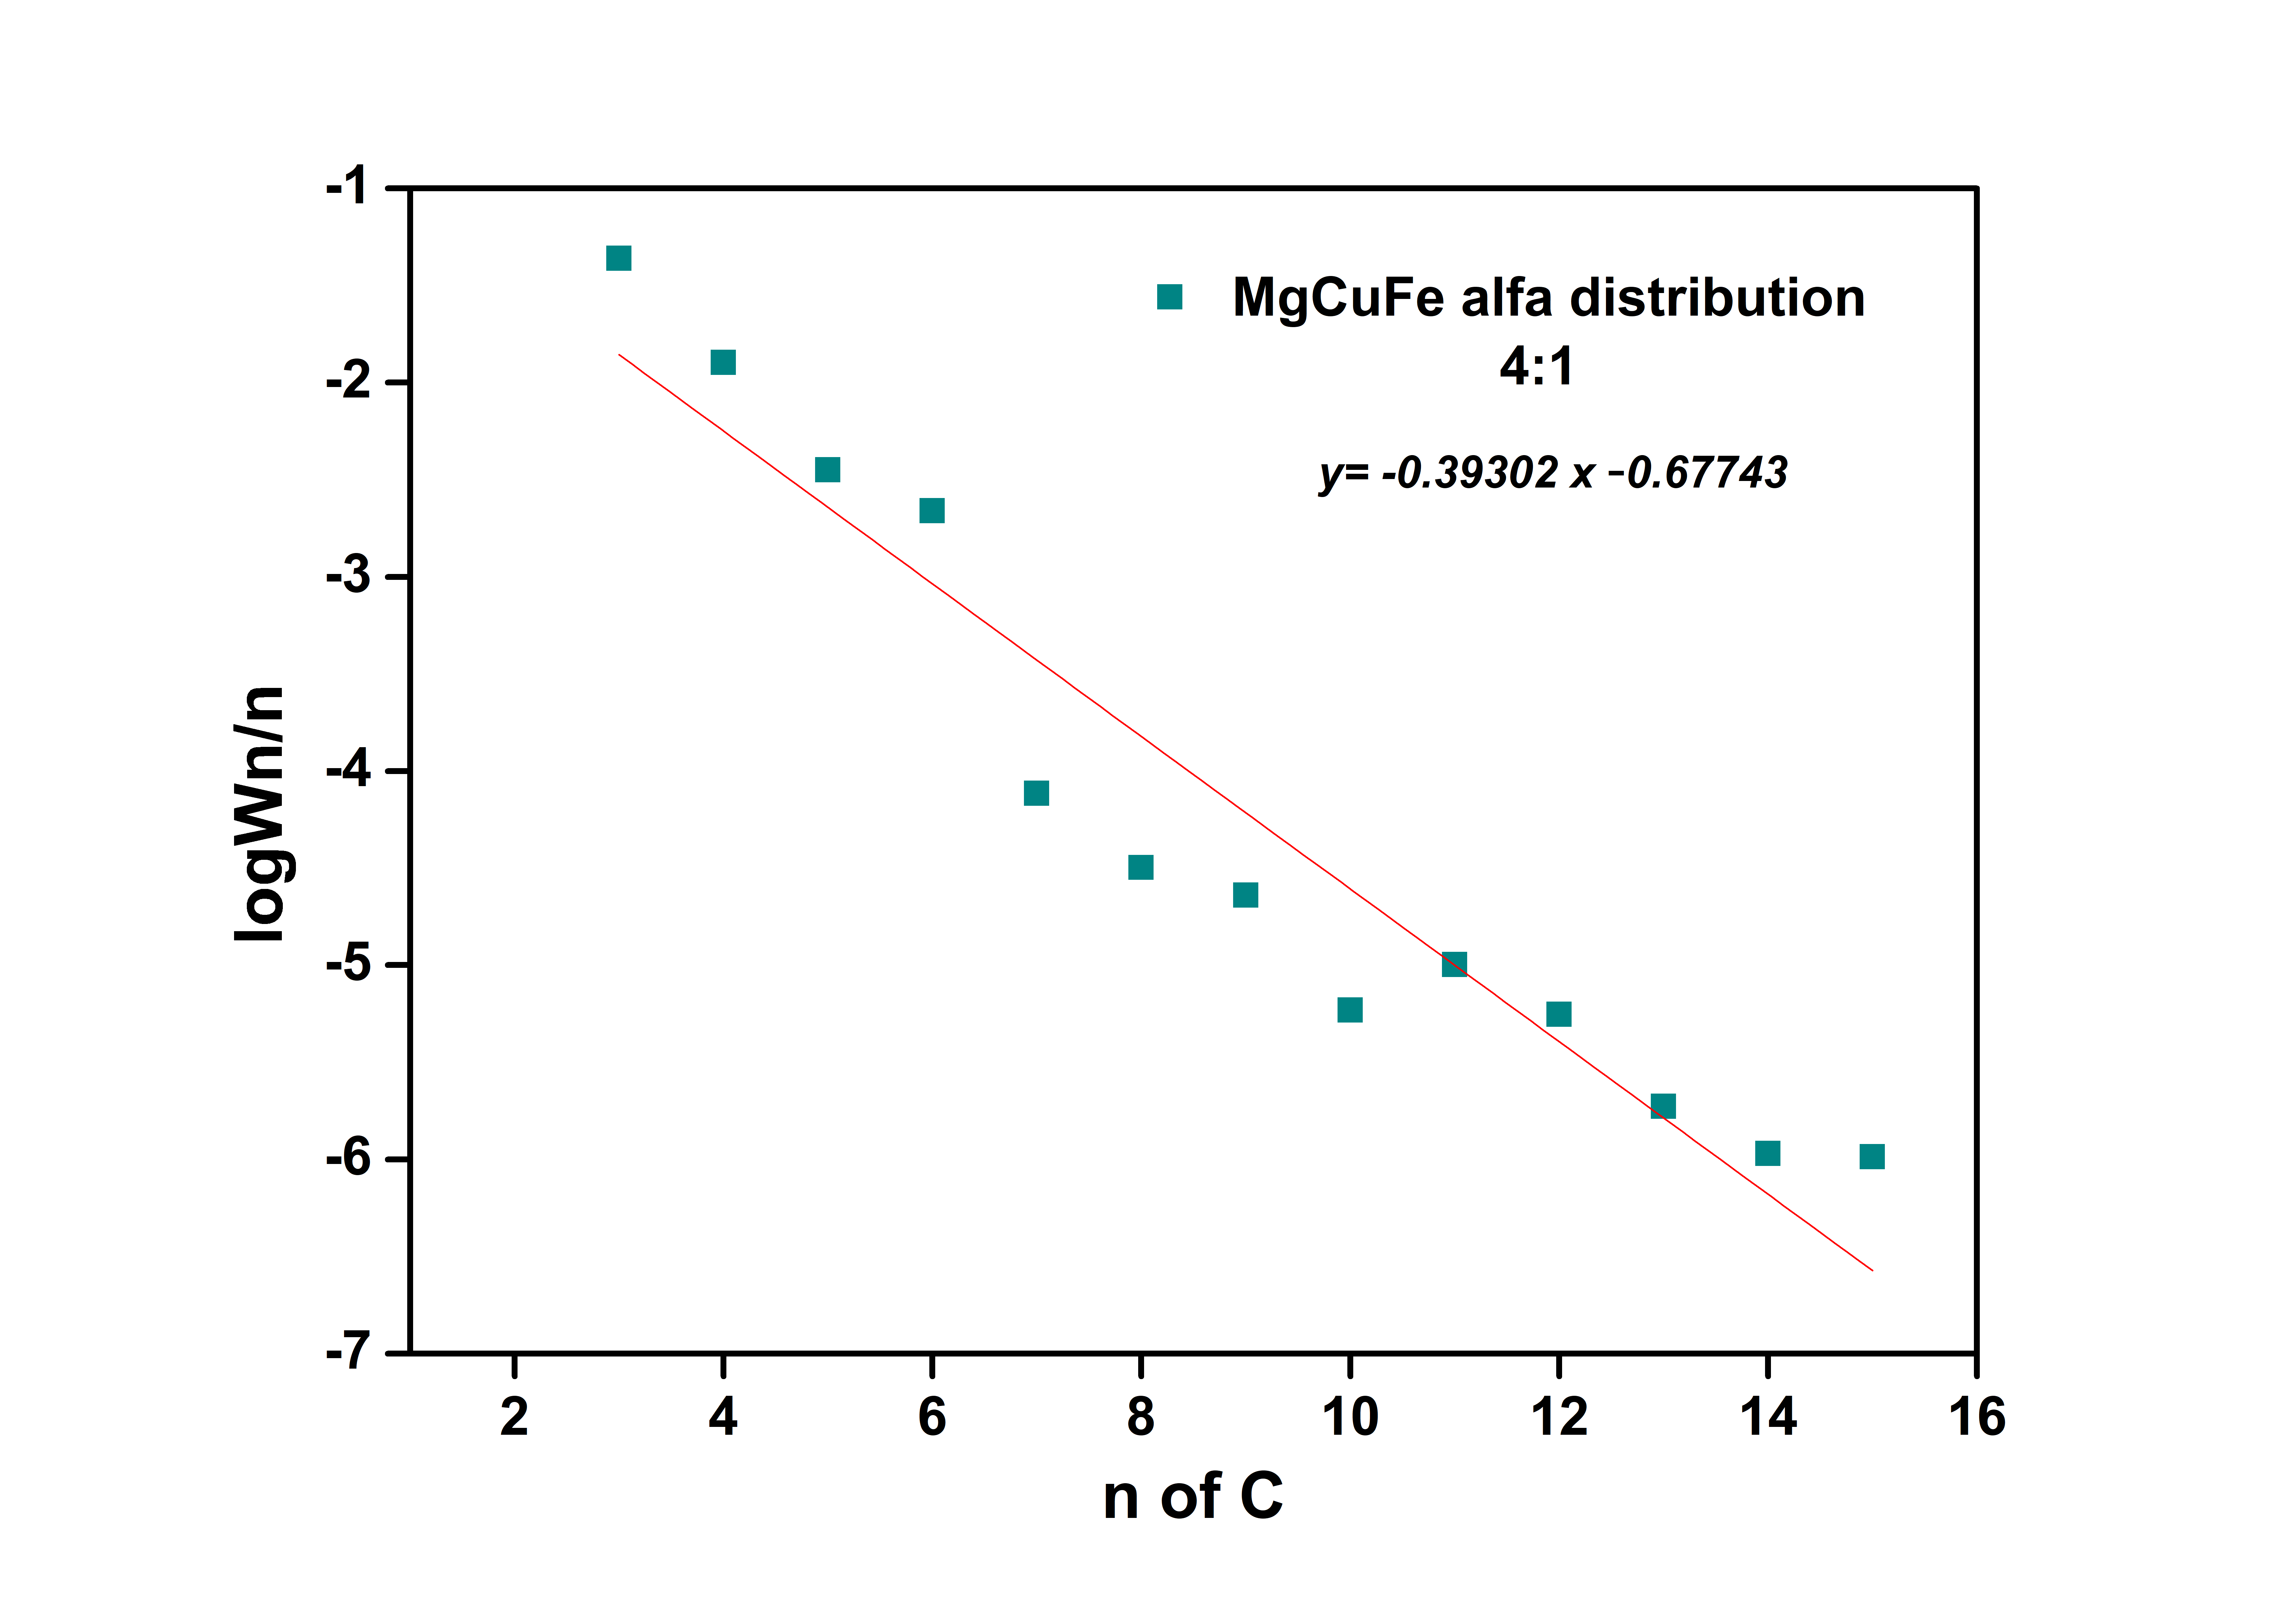 -1
-2
-3
-4
-5
-6
-7
logWn/n
MgCuFe alfa distribution
4:1
y= -0.39302 x -0.67743
2 4 6 8 10 12 14 16
n of C